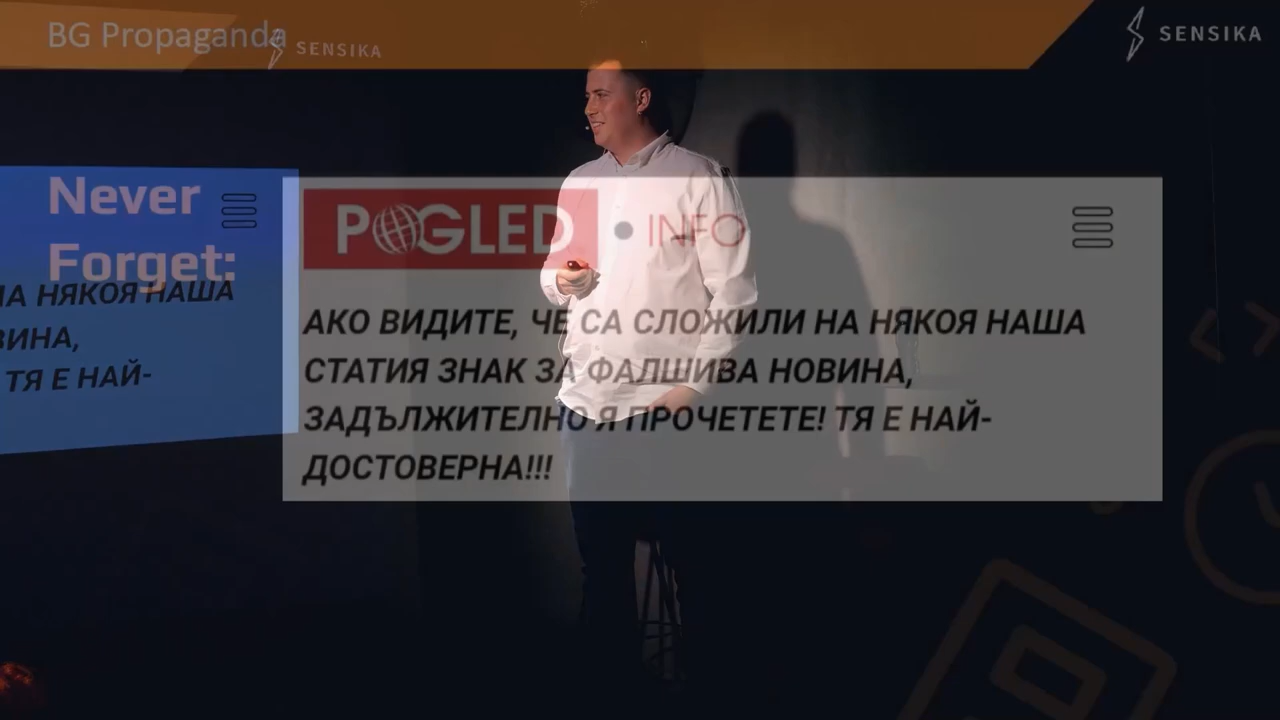 BG Propaganda
SENSIKA
SENSIKA
Never
Forget:
НА НЯКОЯ НАША
ВИНА,
ТЯ Е НАЙ-
POGLED • INFO
АКО ВИДИТЕ, ЧЕ СА СЛОЖИЛИ НА НЯКОЯ НАША
СТАТИЯ ЗНАК ЗА ФАЛШИВА НОВИНА,
ЗАДЪЛЖИТЕЛНО Я ПРОЧЕТЕТЕ! ТЯ Е НАЙ-
ДОСТОВЕРНА!!!